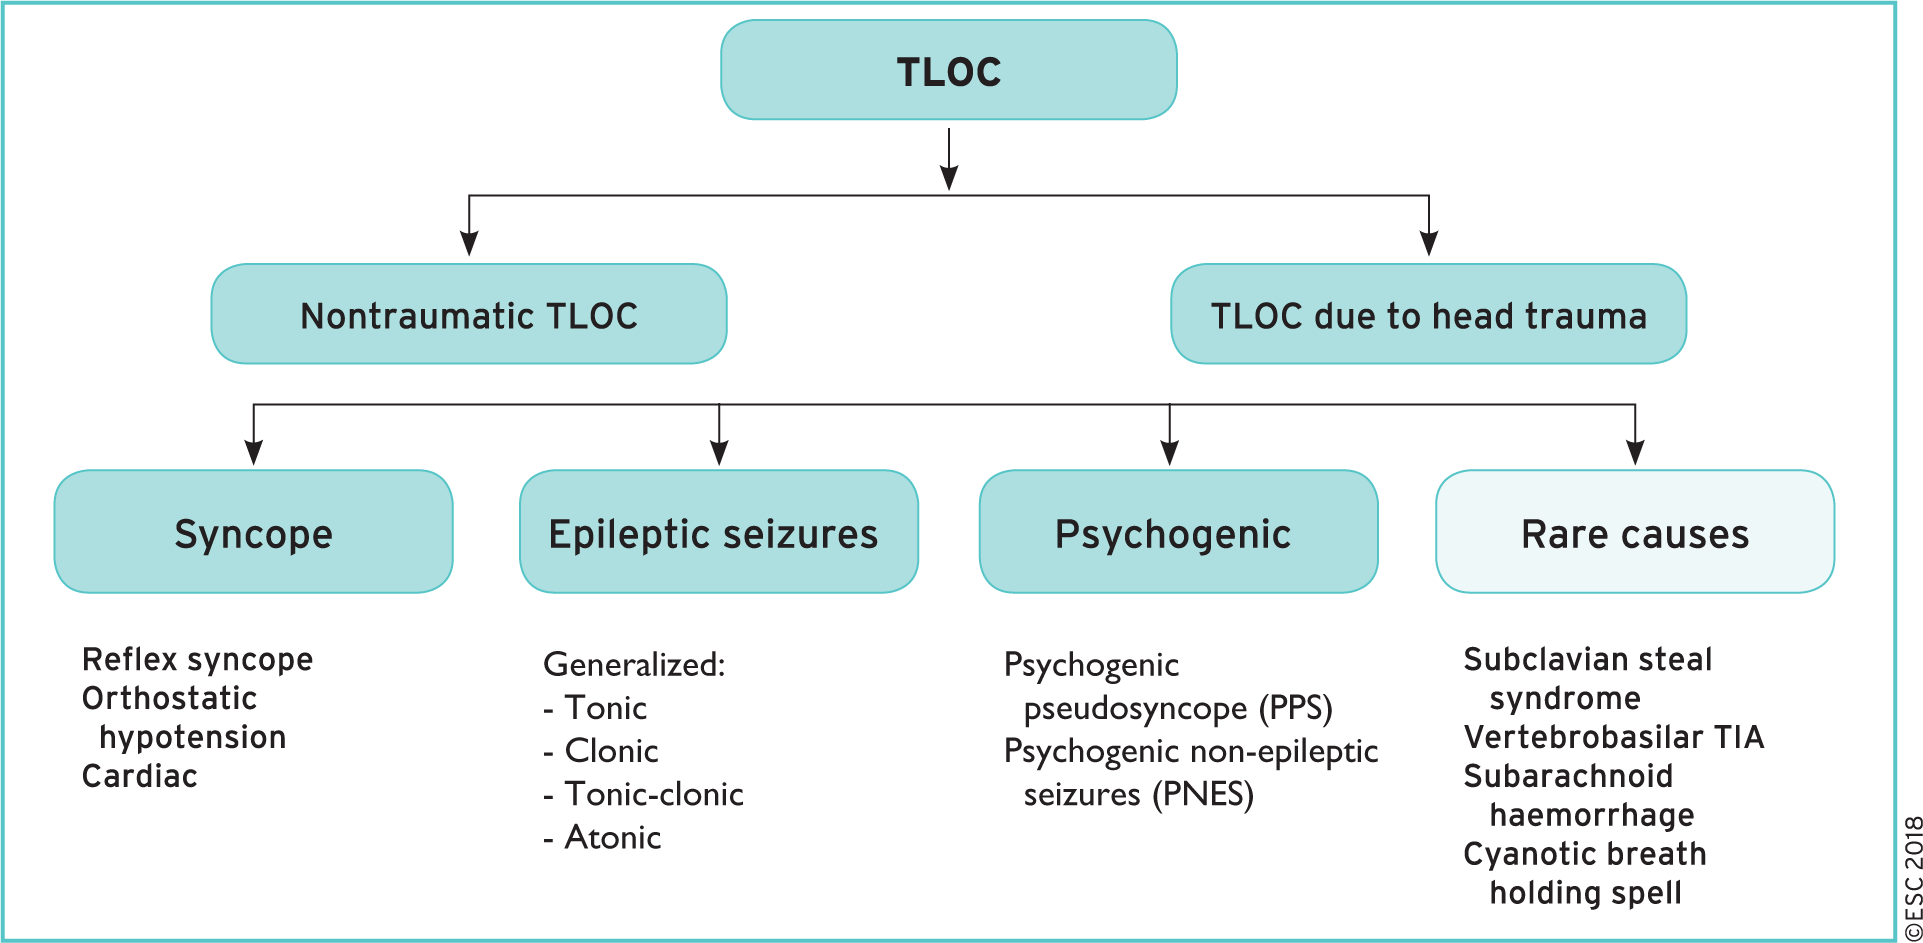 TLOC
Nontraumatic TLOC
TLOC due to head trauma
Syncope
Epileptic seizures
Psychogenic
Rare causes
Reflex syncope
Orthostatic
hypotension
Cardiac
Generalized:
- Tonic
- Clonic
- Tonic-clonic
- Atonic
Psychogenic
pseudosyncope (PPS)
Psychogenic non-epileptic
seizures (PNES)
Subclavian steal
syndrome
Vertebrobasilar TIA
Subarachnoid
haemorrhage
Cyanotic breath
holding spell
©ESC 2018